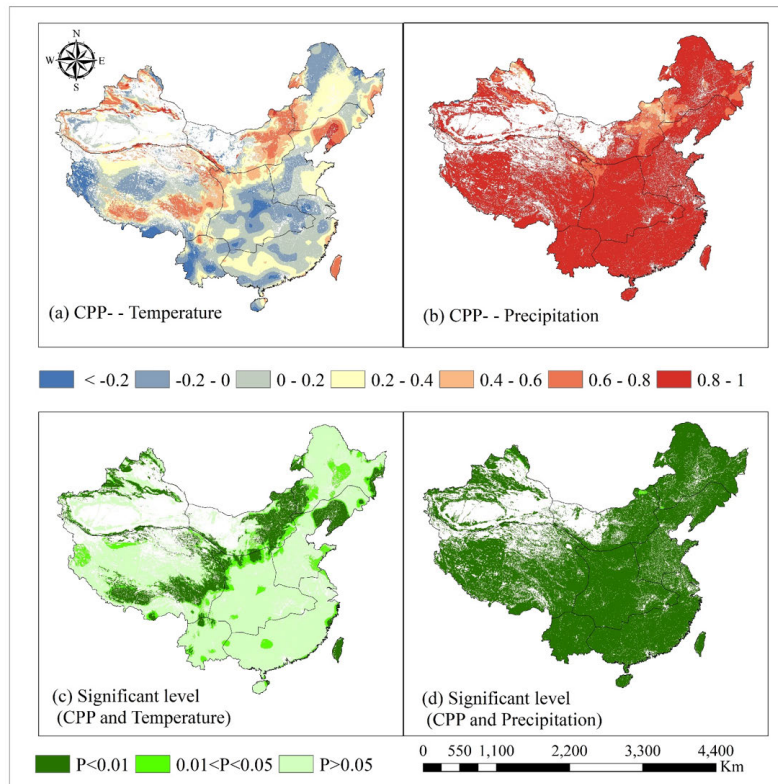 N
W E
S
(a) CPP- - Temperature
(b) CPP- - Precipitation
< -0.2 -0.2 - 0 0 - 0.2 0.2 - 0.4 0.4 - 0.6 0.6 - 0.8 0.8 - 1
(c) Significant level
(CPP and Temperature)
(d) Significant level
(CPP and Precipitation)
P<0.01 0.01<P<0.05 P>0.05
0 550 1,100 2,200 3,300 4,400
Km